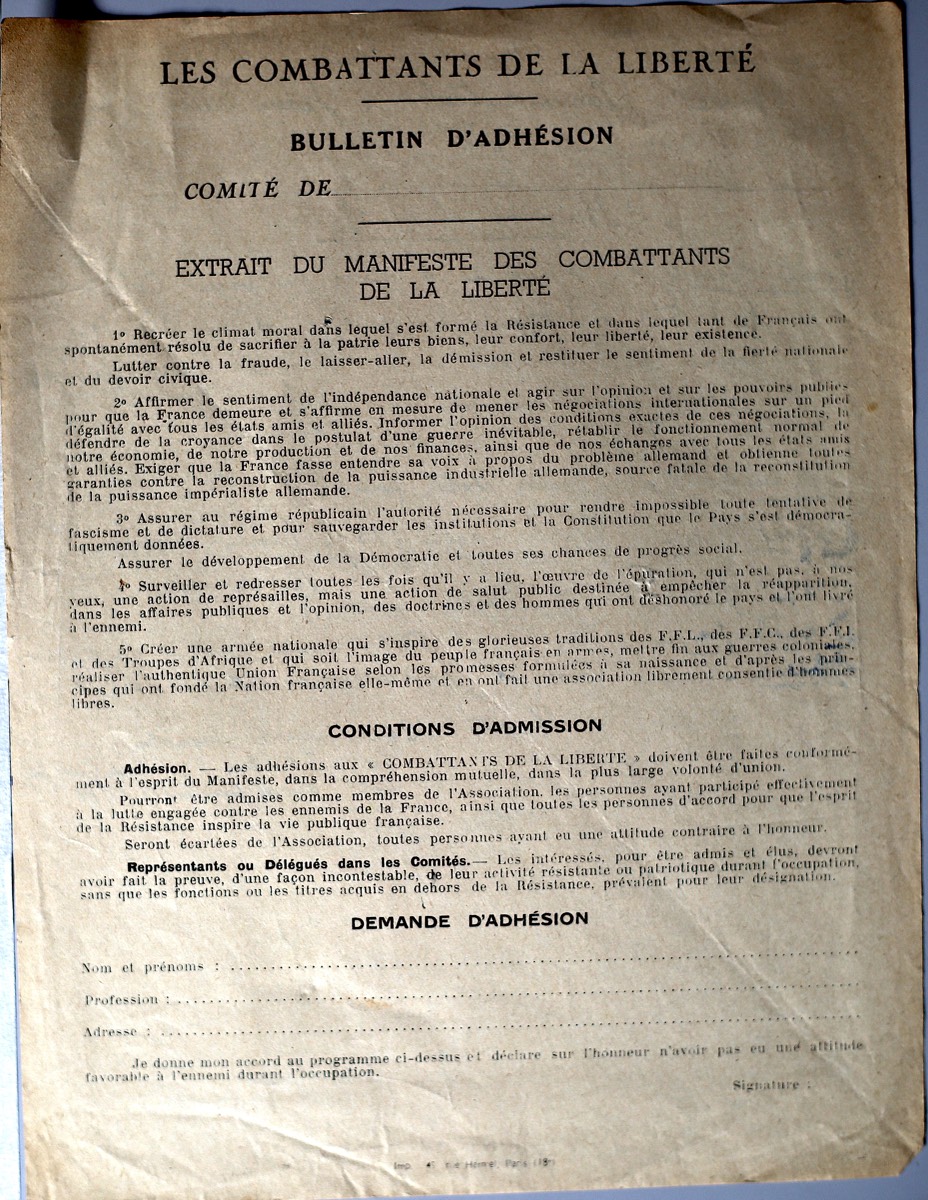 LES COMBATTANTS DE LA LIBERTÉ
BULLETIN D'ADHÉSION
COMITÉ DE
EXTRAIT DU MANIFESTE DES COMBATTANTS
DE LA LIBERTÉ
1º Recréer le climat moral dans lequel s'est formé la Résistance et dans lequel tant de Français ont
spontanément résolu de sacrifier à la patrie leurs biens, leur confort, leur liberté, leur existence.
Lutter contre la fraude, le laisser-aller, la démission et restituer le sentiment de la fierté nationale
et du devoir civique.
2º Affirmer le sentiment de l'indépendance nationale et agir sur l'opinion et sur les pouvoirs publics
pour que la France demeure et s'affirme en mesure de mener les négociations internationales sur un pied
d'égalité avec tous les états amis et alliés. Informer l'opinion des conditions exactes de ces négociations, la
défendre de la croyance dans le postulat d'une guerre inévitable, rétablir le fonctionnement normal de
notre économie, de notre production et de nos finances, ainsi que de nos échanges avec tous les états amis
et alliés. Exiger que la France fasse entendre sa voix à propos du problème allemand et obtienne toutes
garanties contre la reconstruction de la puissance industrielle allemande, source fatale de la reconstitution
de la puissance impérialiste allemande.
3º Assurer au régime républicain l'autorité nécessaire pour rendre impossible toute tentative de
fascisme et de dictature et pour sauvegarder les institutions et la Constitution que le Pays s'est démocra-
tiquement données.
Assurer le développement de la Démocratie et toutes ses chances de progrès social.
4º Surveiller et redresser toutes les fois qu'il y a lieu, l'œuvre de l'épuration, qui n'est pas, à nos
yeux, une action de représailles, mais une action de salut public destinée à empêcher la réapparition,
dans les affaires publiques et l'opinion, des doctrines et des hommes qui ont déshonoré le pays et l'ont livré
à l'ennemi.
5º Créer une armée nationale qui s'inspire des glorieuses traditions des F.F.L., des F.F.C., des F.F.I.
et des Troupes d'Afrique et qui soit l'image du peuple français en armes, mettre fin aux guerres coloniales,
réaliser l'authentique Union Française selon les promesses formulées à sa naissance et d'après les prin-
cipes qui ont fondé la Nation française elle-même et en ont fait une association librement consentie d'hommes
libres.
CONDITIONS D'ADMISSION
Adhésion. — Les adhésions aux « COMBATTANTS DE LA LIBERTE » doivent être faites conformé-
ment à l'esprit du Manifeste, dans la compréhension mutuelle, dans la plus large volonté d'union.
Pourront être admises comme membres de l'Association, les personnes ayant participé effectivement
à la lutte engagée contre les ennemis de la France, ainsi que toutes les personnes d'accord pour que l'esprit
de la Résistance inspire la vie publique française.
Seront écartées de l'Association, toutes personnes ayant eu une attitude contraire à l'honneur.
Représentants ou Délégués dans les Comités. — Les intéressés, pour être admis et élus, devront
avoir fait la preuve, d'une façon incontestable, de leur activité résistante ou patriotique durant l'occupation,
sans que les fonctions ou les titres acquis en dehors de la Résistance, prévalent pour leur désignation.
DEMANDE D'ADHÉSION
Nom et prénoms :
Profession :
Adresse :
Je donne mon accord au programme ci-dessus et déclare sur l'honneur n'avoir pas eu une attitude
favorable à l'ennemi durant l'occupation.
Signature :
Imp. Paris